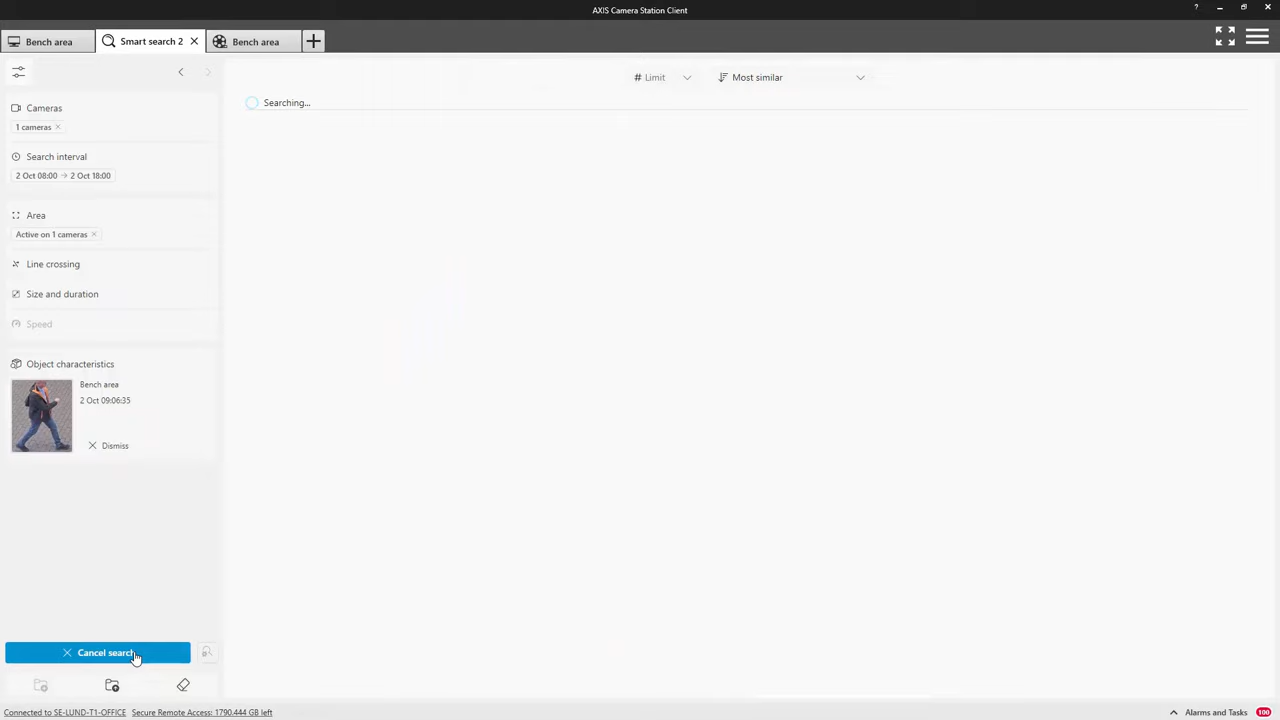 AXIS Camera Station Client
?
Bench area
Smart search 2
Bench area
# Limit
Most similar
Searching...
Cameras
1 cameras ×
Search interval
2 Oct 08:00 → 2 Oct 18:00
Area
Active on 1 cameras ×
Line crossing
Size and duration
Speed
Object characteristics
Bench area
2 Oct 09:06:35
Dismiss
Cancel search
Connected to SE-LUND-T1-OFFICE Secure Remote Access: 1790.444 GB left
Alarms and Tasks 100